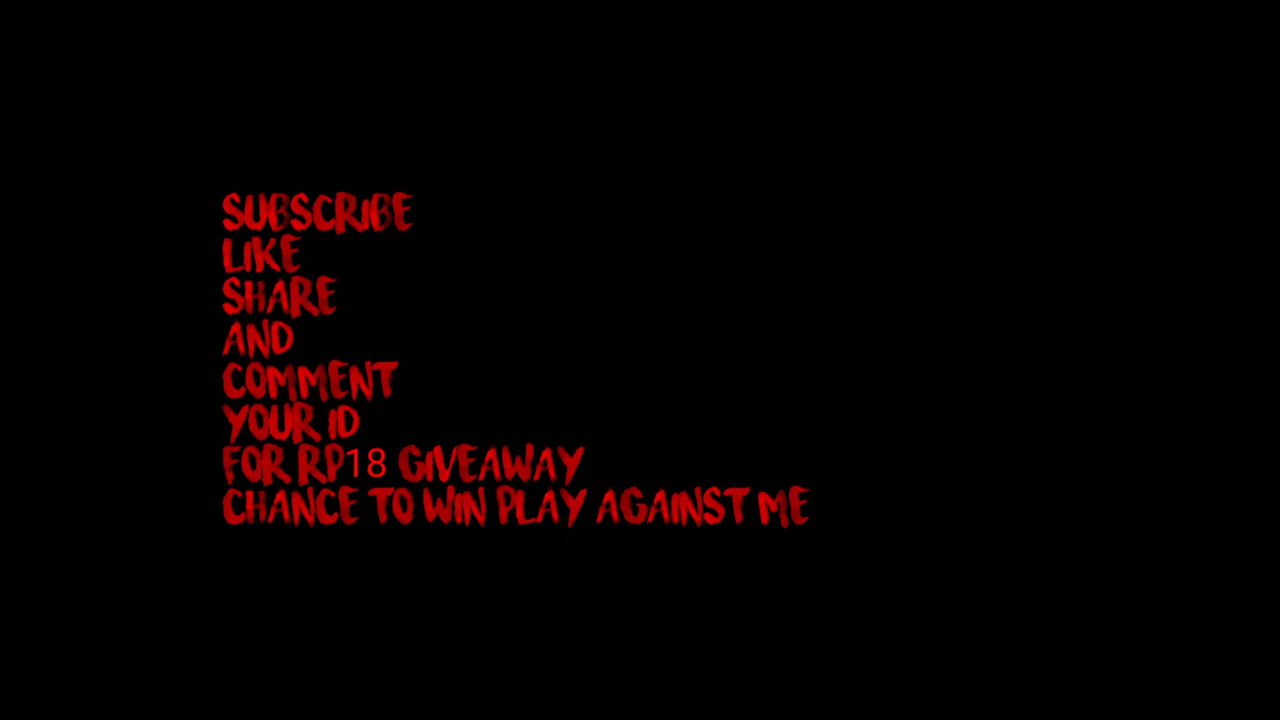 SUBSCRIBE
LIKE
SHARE
AND
COMMENT
YOUR ID
FOR RP18 GIVEAWAY
CHANCE TO WIN PLAY AGAINST ME